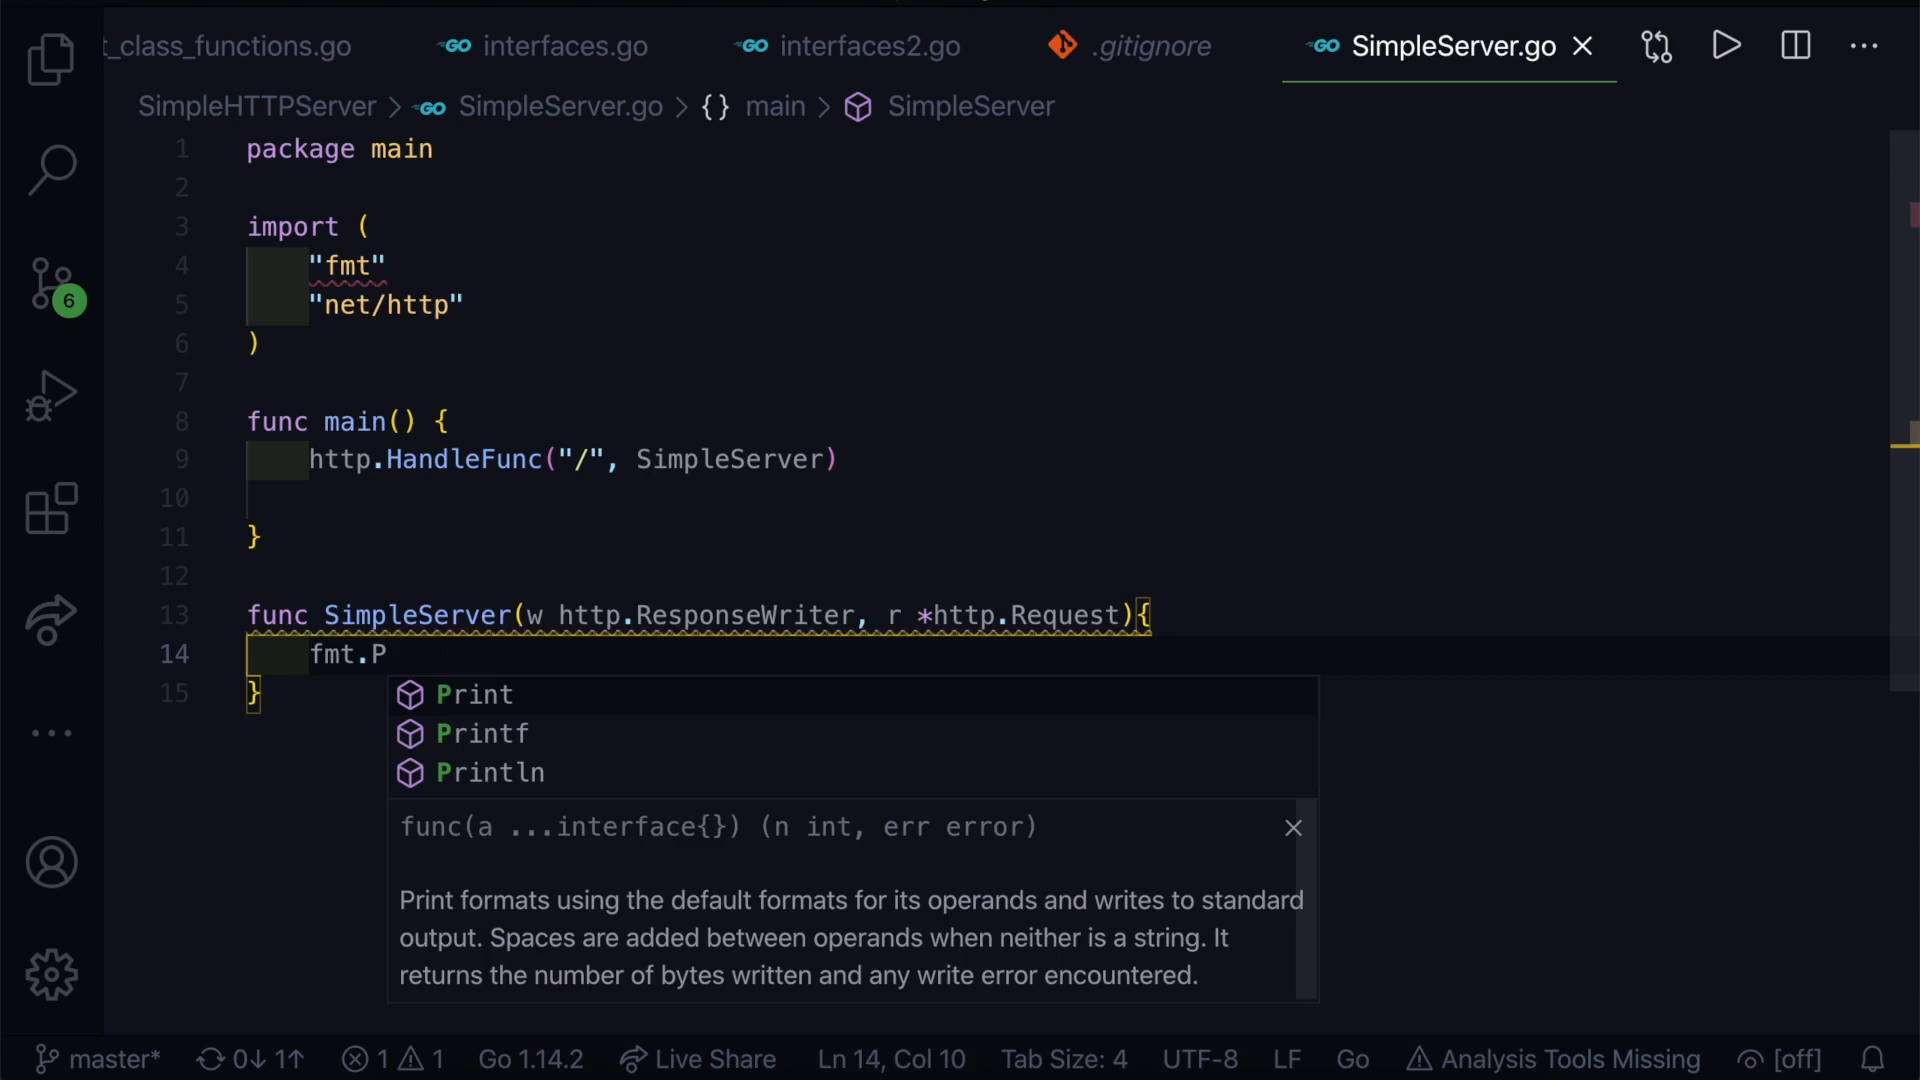 t_class_functions.go GO interfaces.go GO interfaces2.go .gitignore GO SimpleServer.go
SimpleHTTPServer > GO SimpleServer.go > {} main > SimpleServer
1 package main
2
3 import (
4 "fmt"
5 "net/http"
6 )
7
8 func main() {
9 http.HandleFunc("/", SimpleServer)
10
11 }
12
13 func SimpleServer(w http.ResponseWriter, r *http.Request){
14 fmt.P
15 }
Print
Printf
Println
func(a ...interface{}) (n int, err error)
Print formats using the default formats for its operands and writes to standard
output. Spaces are added between operands when neither is a string. It
returns the number of bytes written and any write error encountered.
6
master* 0↓ 1↑ 1 1 Go 1.14.2 Live Share Ln 14, Col 10 Tab Size: 4 UTF-8 LF Go Analysis Tools Missing [off]